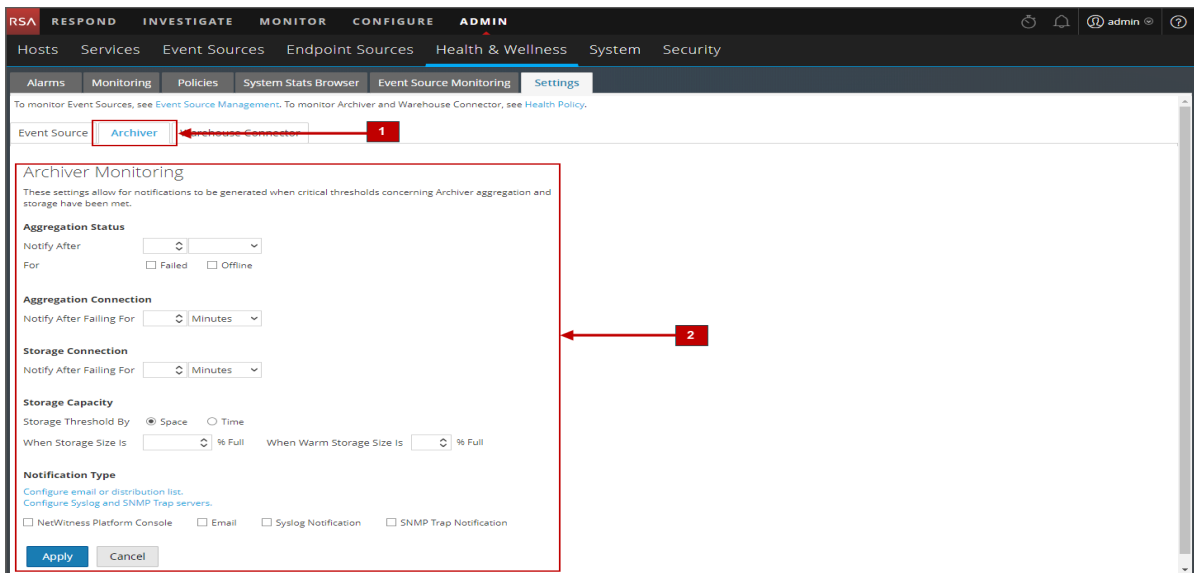 RSA RESPOND INVESTIGATE MONITOR CONFIGURE ADMIN admin
Hosts Services Event Sources Endpoint Sources Health & Wellness System Security
Alarms Monitoring Policies System Stats Browser Event Source Monitoring Settings
To monitor Event Sources, see Event Source Management. To monitor Archiver and Warehouse Connector, see Health Policy.
Event Source Archiver Warehouse Connector 1
Archiver Monitoring
These settings allow for notifications to be generated when critical thresholds concerning Archiver aggregation and
storage have been met.
Aggregation Status
Notify After
For Failed Offline
Aggregation Connection
Notify After Failing For Minutes
2
Storage Connection
Notify After Failing For Minutes
Storage Capacity
Storage Threshold By Space Time
When Storage Size Is % Full When Warm Storage Size Is % Full
Notification Type
Configure email or distribution list.
Configure Syslog and SNMP Trap servers.
NetWitness Platform Console Email Syslog Notification SNMP Trap Notification
Apply Cancel